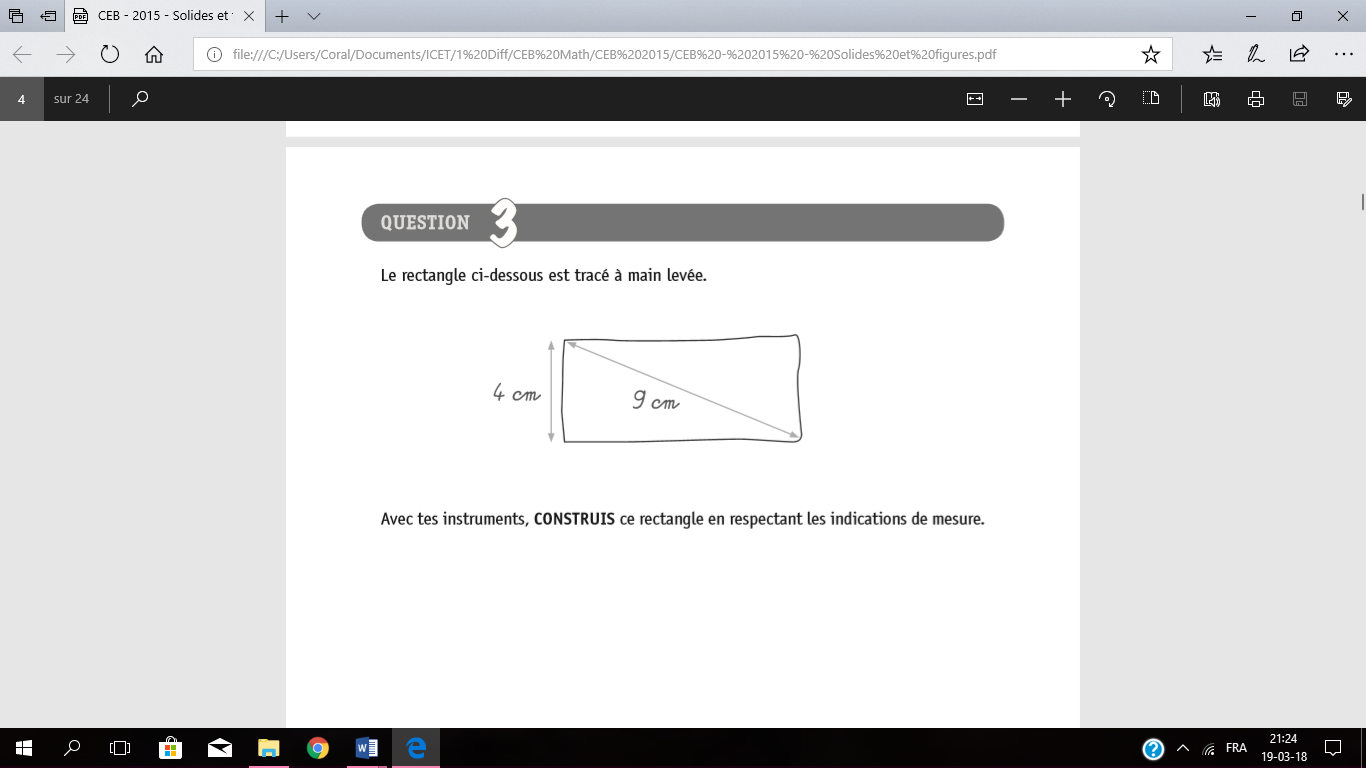 CEB - 2015 - Solides et
file:///C:/Users/Coral/Documents/ICET/1%20Diff/CEB%20Math/CEB%202015/CEB%20-%202015%20-%20Solides%20et%20figures.pdf
4 sur 24
QUESTION 3
Le rectangle ci-dessous est tracé à main levée.
4 cm
9 cm
Avec tes instruments, CONSTRUIS ce rectangle en respectant les indications de mesure.
FRA
21:24
19-03-18